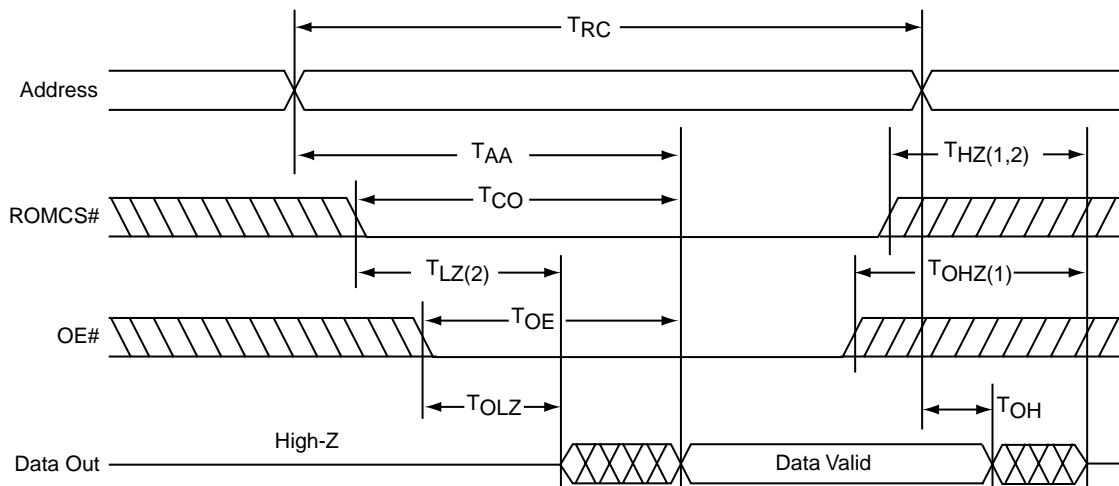 TRC
Address
TAA
THZ(1,2)
TCO
ROMCS#
TLZ(2)
TOHZ(1)
TOE
OE#
TOLZ
TOH
High-Z
Data Out
Data Valid